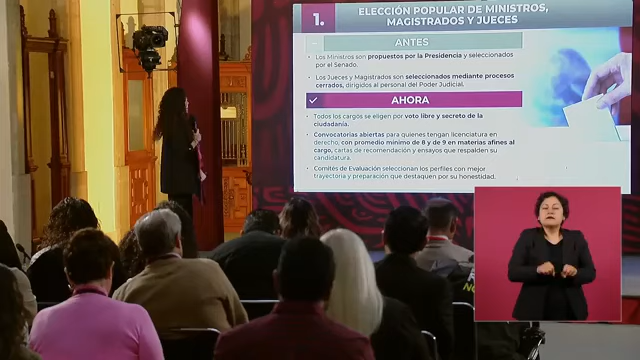 1.
ELECCIÓN POPULAR DE MINISTROS,
MAGISTRADOS Y JUECES
ANTES
Los Ministros son propuestos por la Presidencia y seleccionados
por el Senado.
Los Jueces y Magistrados son seleccionados mediante procesos
cerrados, dirigidos al personal del Poder Judicial.
AHORA
Todos los cargos se eligen por voto libre y secreto de la
ciudadanía.
Convocatorias abiertas para quienes tengan licenciatura en
derecho, con promedio mínimo de 8 y de 9 en materias afines al
cargo, cartas de recomendación y ensayos que respalden su
candidatura.
Comités de Evaluación seleccionan los perfiles con mejor
trayectoria y preparación que destaquen por su honestidad.